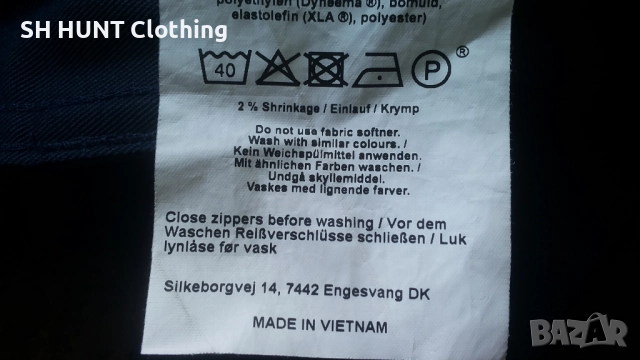 SH HUNT Clothing
polyethylen (Dyneema ®), bomuld,
elastolefin (XLA ®), polyester)
40
P
®
2 % Shrinkage / Einlauf / Krymp
Do not use fabric softner.
Wash with similar colours. /
Kein Weichspülmittel anwenden.
Mit ähnlichen Farben waschen. /
Undgå skyllemiddel.
Vaskes med lignende farver.
Close zippers before washing / Vor dem
Waschen Reißverschlüsse schließen / Luk
lynlåse før vask
Silkeborgvej 14, 7442 Engesvang DK
MADE IN VIETNAM
BAZAR